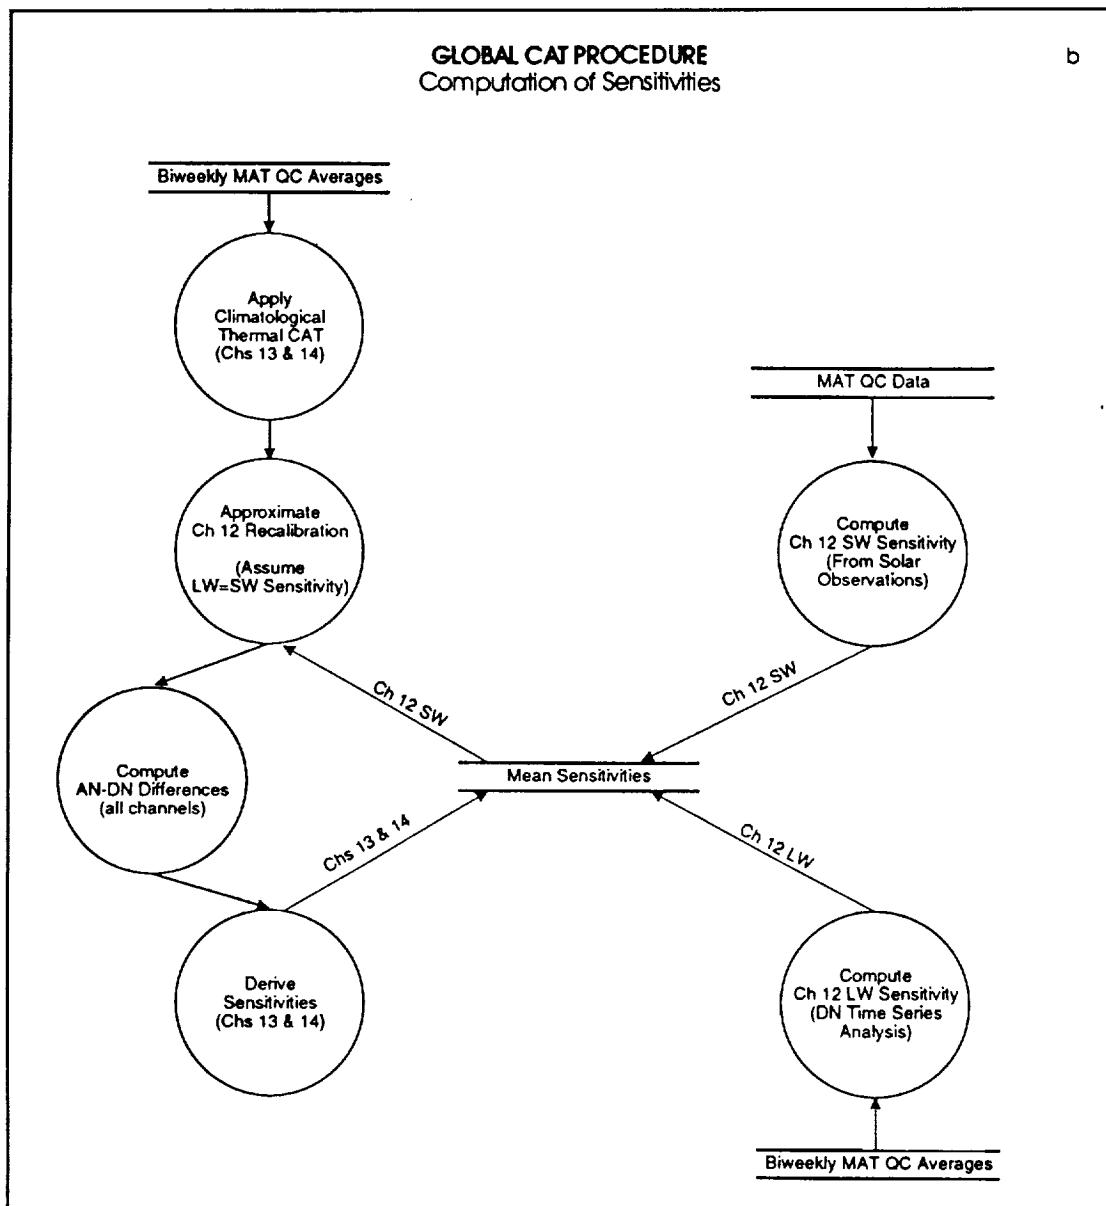 GLOBAL CAT PROCEDURE
b
Computation of Sensitivities
Biweekly MAT QC Averages
Apply
Climatological
Thermal CAT
(Chs 13 & 14)
MAT QC Data
Approximate
Ch 12 Recalibration
(Assume
LW=SW Sensitivity)
Compute
Ch 12 SW Sensitivity
(From Solar
Observations)
Ch 12 SW
Ch 12 SW
Compute
AN-DN Differences
(all channels)
Mean Sensitivities
Chs 13 & 14
Ch 12 LW
Derive
Sensitivities
(Chs 13 & 14)
Compute
Ch 12 LW Sensitivity
(DN Time Series
Analysis)
Biweekly MAT QC Averages